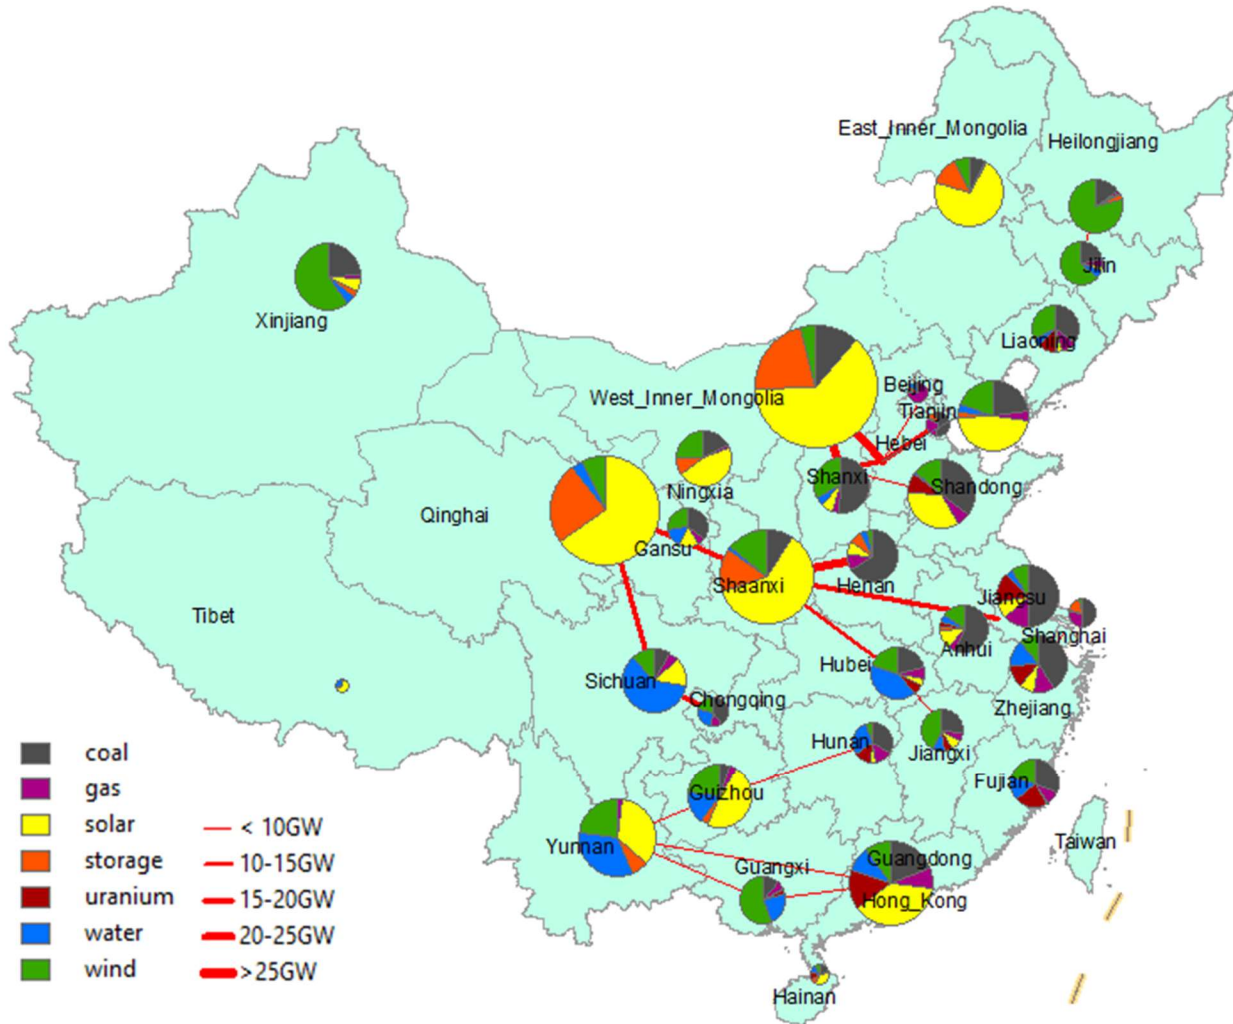 East_Inner_Mongolia
Heilongjiang
Jilin
Xinjiang
Liaoning
West_Inner_Mongolia
Beijing
Tianjin
Hebei
Shanxi
Shandong
Ningxia
Qinghai
Gansu
Shaanxi
Henan
Jiangsu
Tibet
Shanghai
Anhui
Hubei
Sichuan
Chongqing
Zhejiang
Hunan
Jiangxi
Guizhou
Fujian
Yunnan
Taiwan
Guangdong
Guangxi
Hong_Kong
Hainan
coal
gas
solar
storage
uranium
water
wind
< 10GW
10-15GW
15-20GW
20-25GW
>25GW